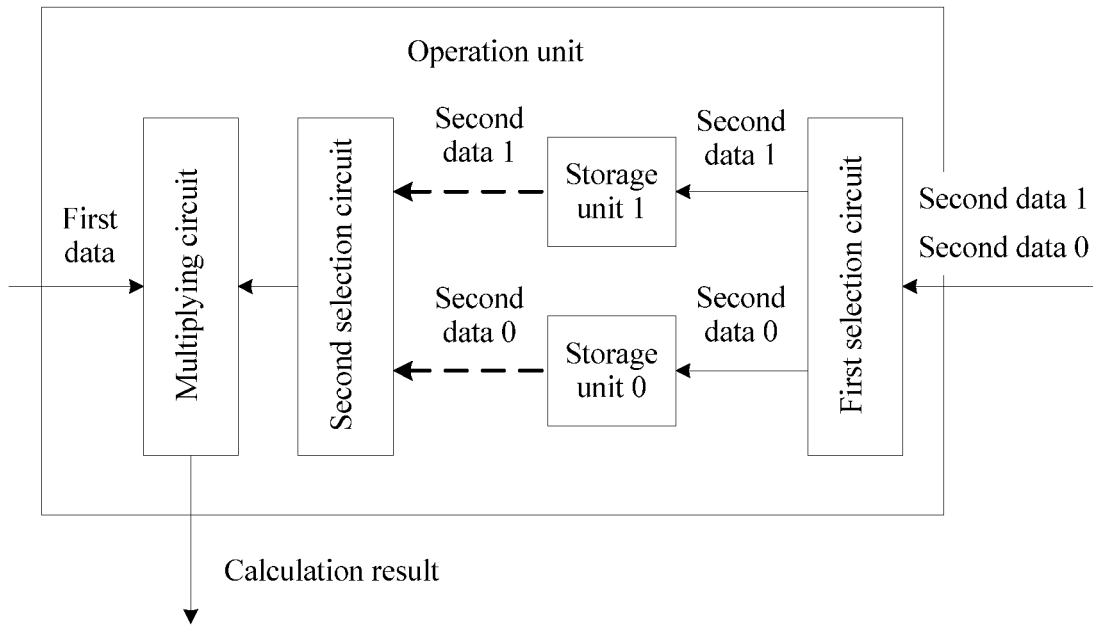 Operation unit
First
data
Multiplying circuit
Second selection circuit
Second
data 1
Storage
unit 1
Second
data 1
Second
data 0
Storage
unit 0
Second
data 0
First selection circuit
Second data 1
Second data 0
Calculation result